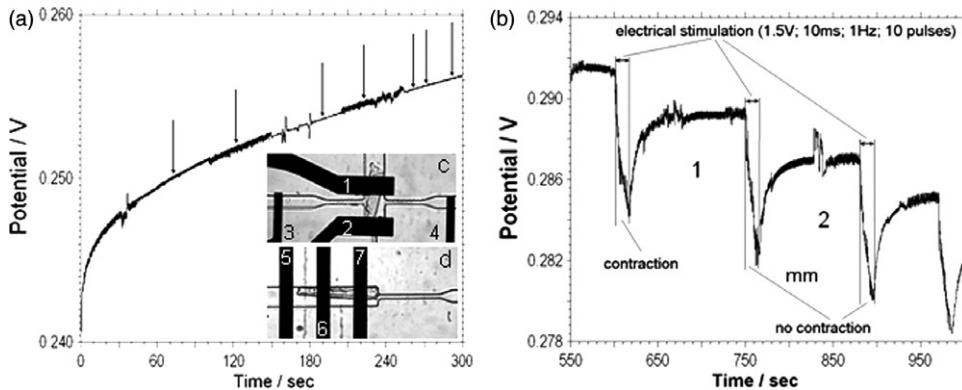 (a)
0.260
0.250
0.240
Potential / V
0
60
120
180
240
300
Time / sec
c
1
2
3
4
d
5
7
6
(b)
0.294
0.290
0.286
0.282
0.278
Potential / V
electrical stimulation (1.5V; 10ms; 1Hz; 10 pulses)
1
2
contraction
mm
no contraction
550
650
750
850
950
Time / sec